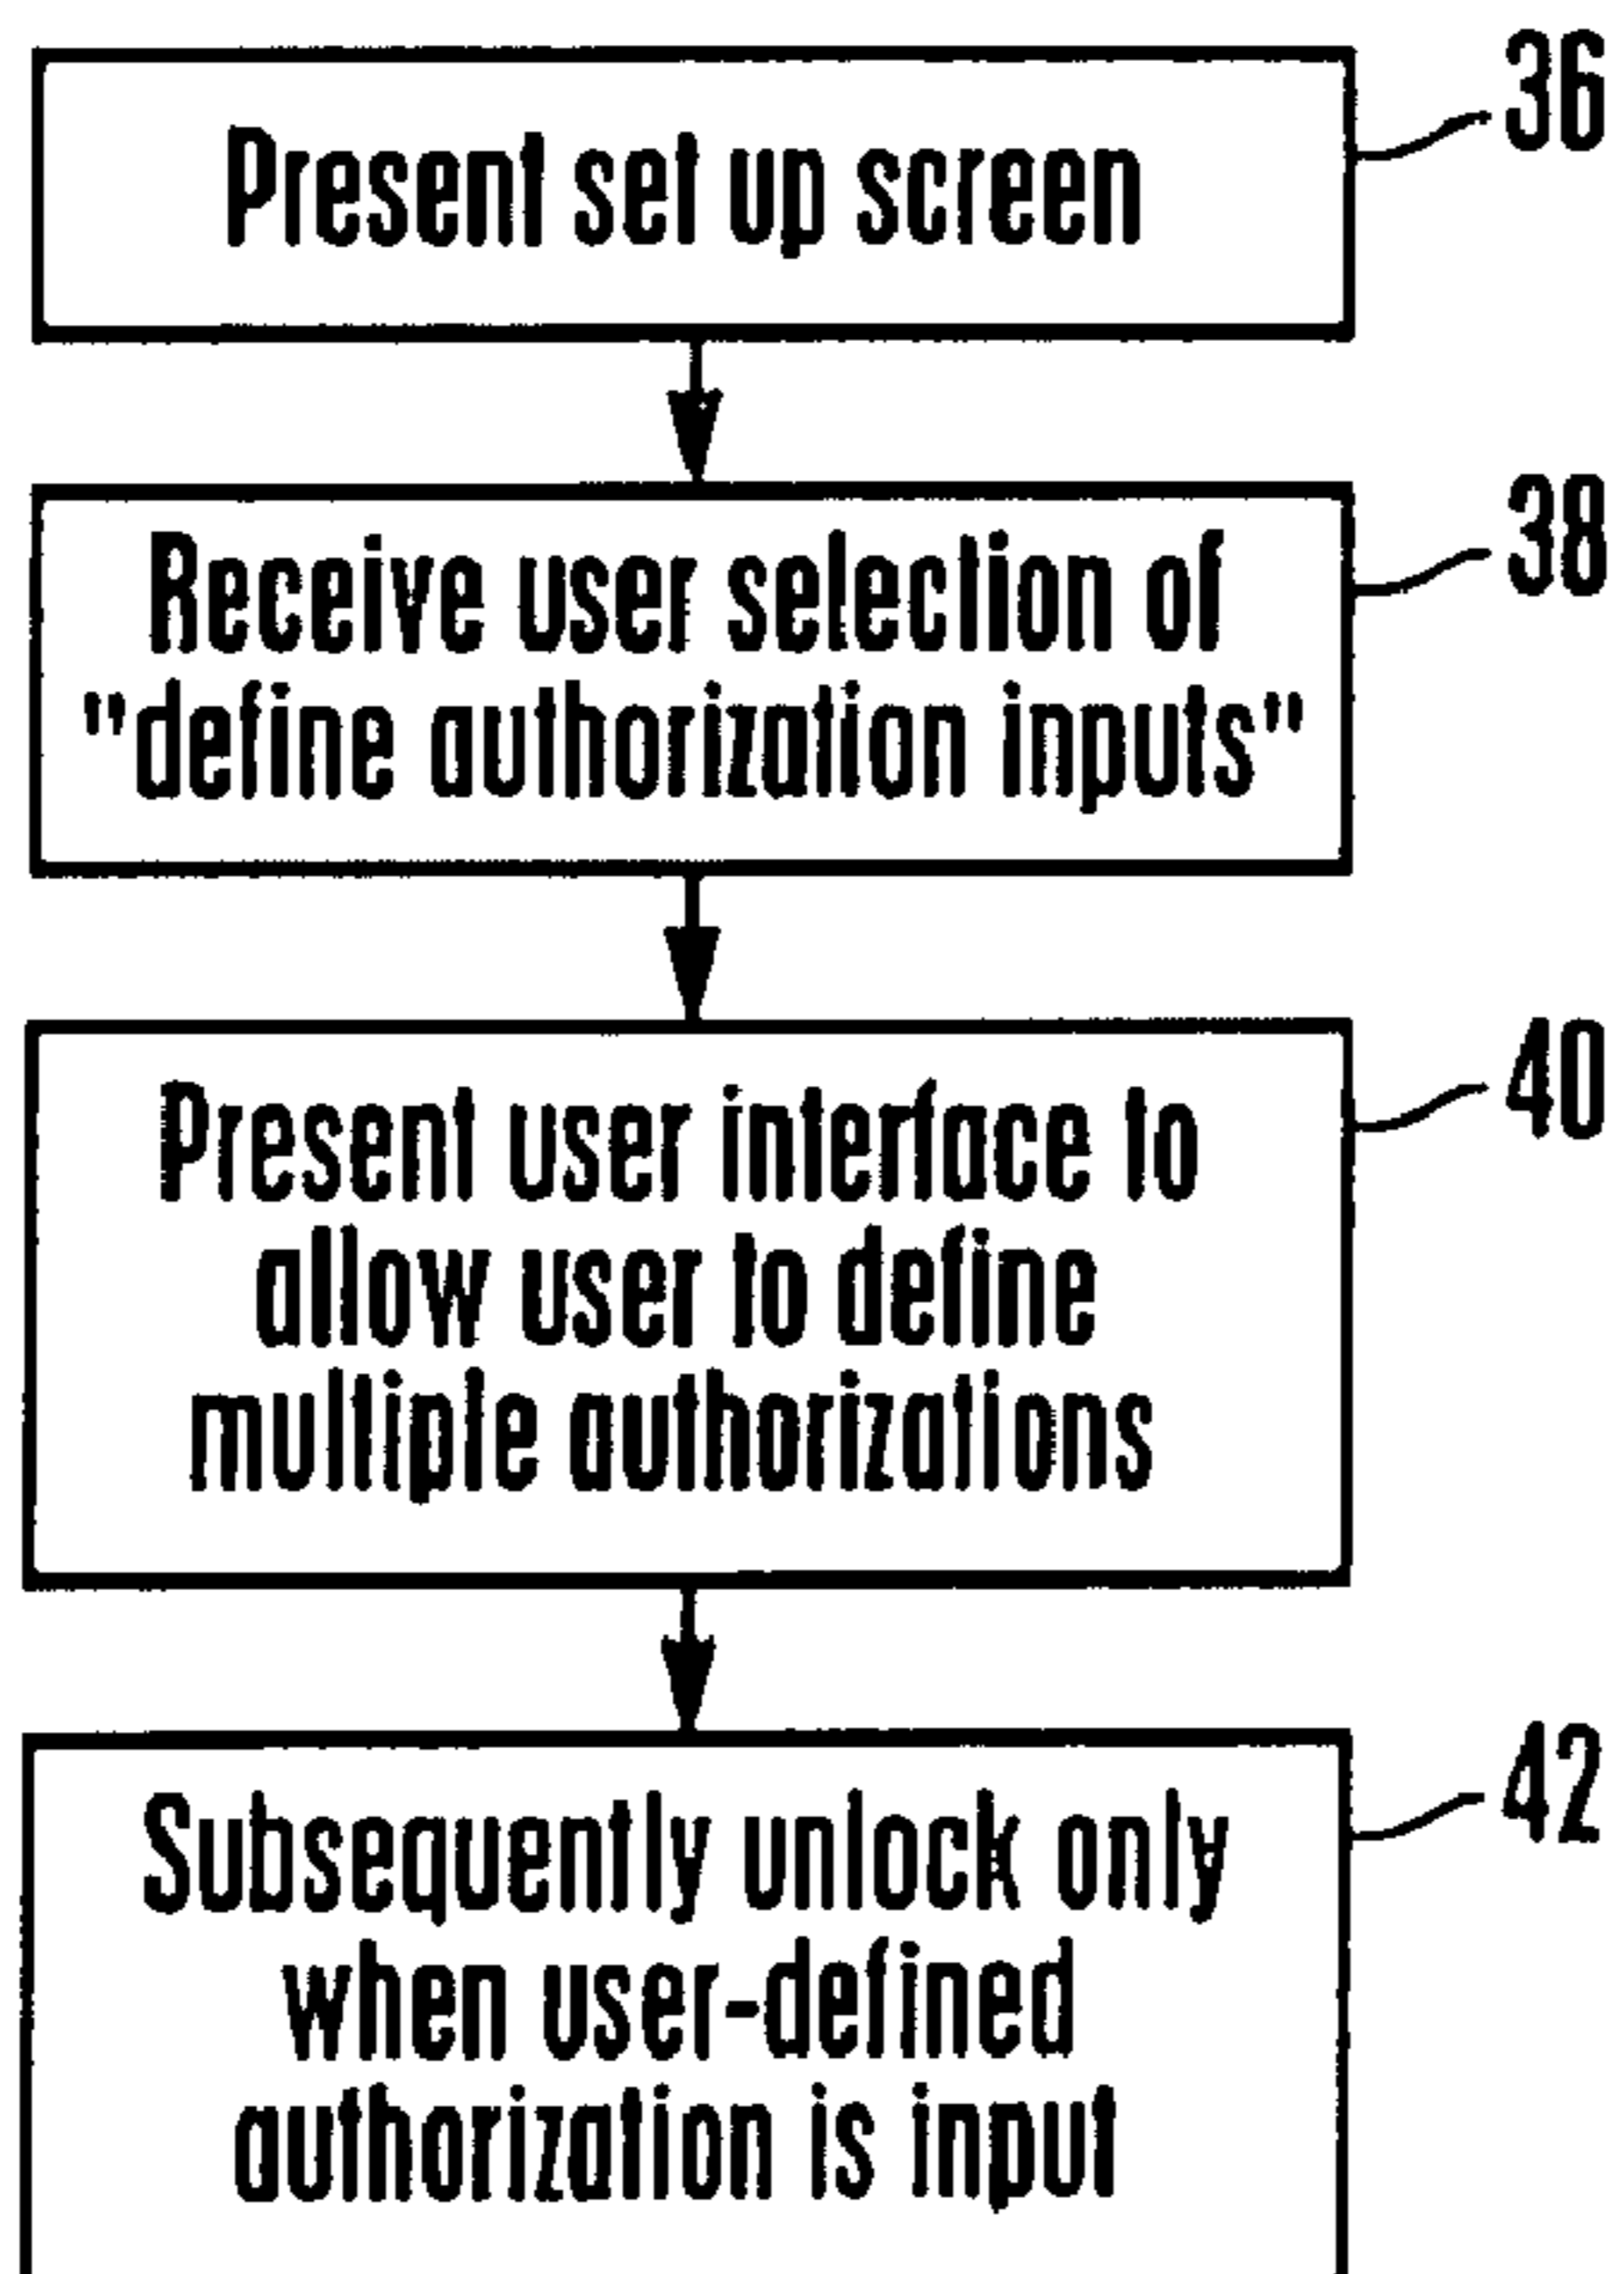 36
Present set up screen
38
Receive user selection of
"define authorization inputs"
40
Present user interface to
allow user to define
multiple authorizations
42
Subsequently unlock only
when user-defined
authorization is input